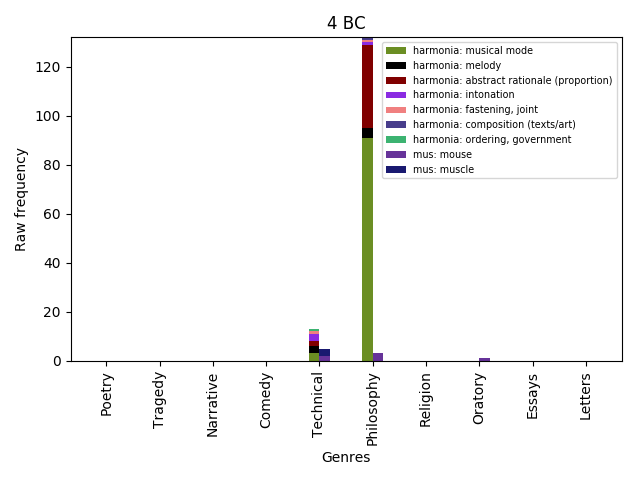 4 BC
harmonia: musical mode
harmonia: melody
harmonia: abstract rationale (proportion)
harmonia: intonation
harmonia: fastening, joint
harmonia: composition (texts/art)
harmonia: ordering, government
mus: mouse
mus: muscle
Raw frequency
120
100
80
60
40
20
0
Poetry
Tragedy
Narrative
Comedy
Technical
Philosophy
Religion
Oratory
Essays
Letters
Genres